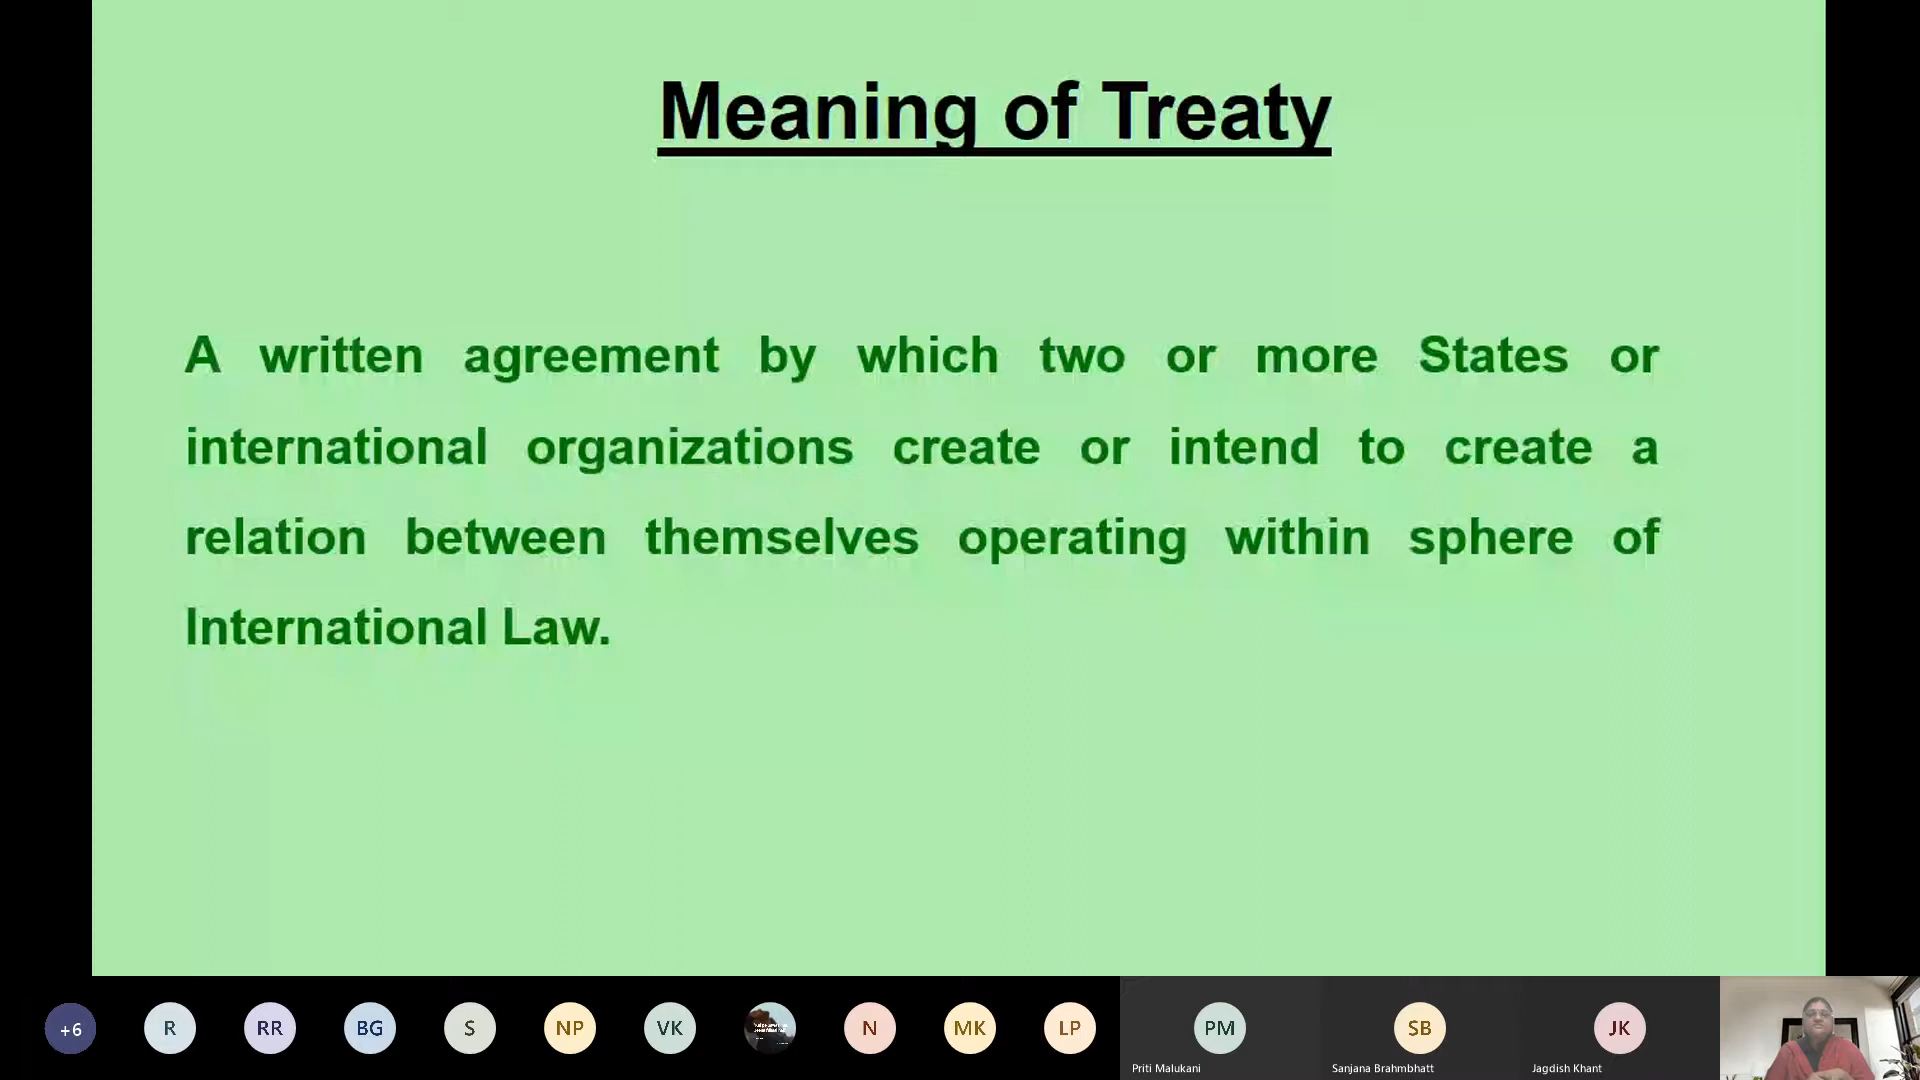 Meaning of Treaty
A written agreement by which two or more States or
international organizations create or intend to create a
relation between themselves operating within sphere of
International Law.
+6
R
RR
BG
S
NP
VK
N
MK
LP
PM
SB
JK
Priti Malukani
Sanjana Brahmbhatt
Jagdish Khant